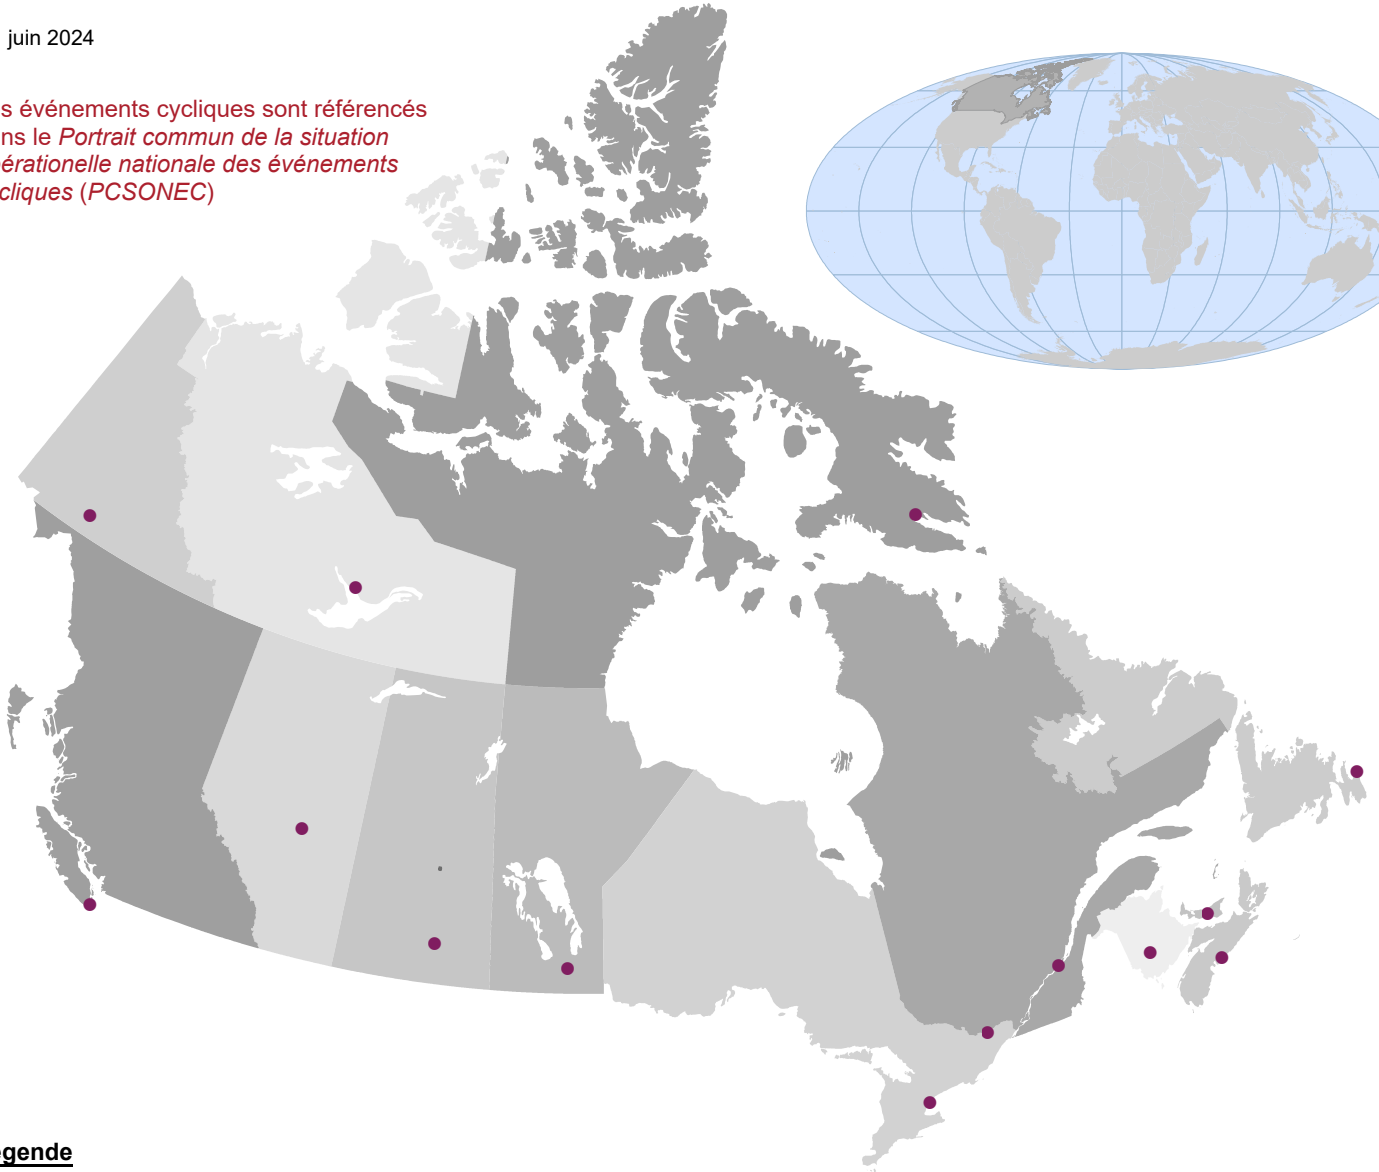 juin 2024
s événements cycliques sont référencés
ns le Portrait commun de la situation
érationelle nationale des événements
cliques (PCSONEC)
gende